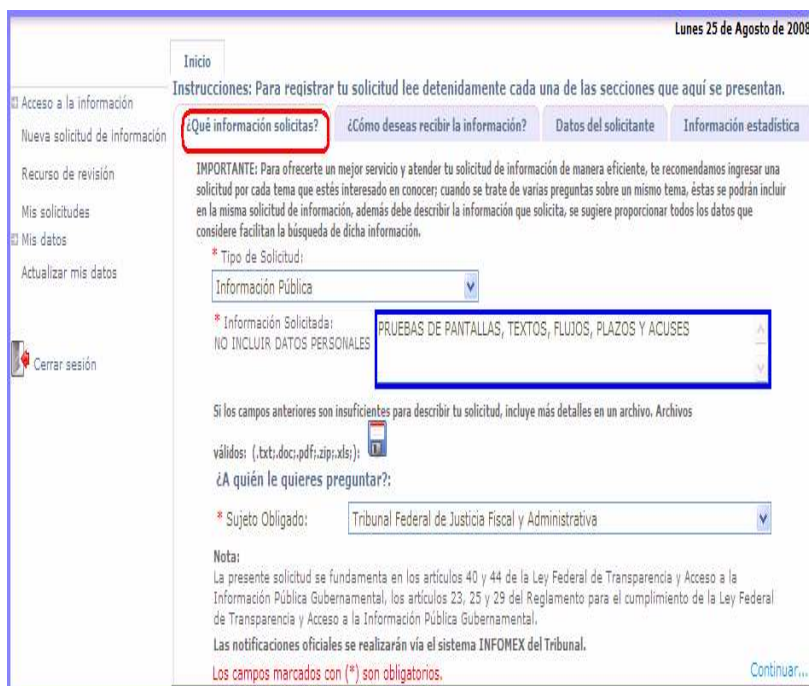 Lunes 25 de Agosto de 2008
Inicio
Instrucciones: Para registrar tu solicitud lee detenidamente cada una de las secciones que aquí se presentan.
Acceso a la información
Nueva solicitud de información
Recurso de revisión
Mis solicitudes
Mis datos
Actualizar mis datos
Cerrar sesión
¿Qué información solicitas? ¿Cómo deseas recibir la información? Datos del solicitante Información estadística
IMPORTANTE: Para ofrecerte un mejor servicio y atender tu solicitud de información de manera eficiente, te recomendamos ingresar una
solicitud por cada tema que estés interesado en conocer; cuando se trate de varias preguntas sobre un mismo tema, éstas se podrán incluir
en la misma solicitud de información, además debe describir la información que solicita, se sugiere proporcionar todos los datos que
considere facilitan la búsqueda de dicha información.
* Tipo de Solicitud:
Información Pública
* Información Solicitada:
NO INCLUIR DATOS PERSONALES
PRUEBAS DE PANTALLAS, TEXTOS, FLUJOS, PLAZOS Y ACUSES
Si los campos anteriores son insuficientes para describir tu solicitud, incluye más detalles en un archivo. Archivos
válidos: (.txt;.doc;.pdf;.zip;.xls;):
¿A quién le quieres preguntar?:
* Sujeto Obligado: Tribunal Federal de Justicia Fiscal y Administrativa
Nota:
La presente solicitud se fundamenta en los artículos 40 y 44 de la Ley Federal de Transparencia y Acceso a la
Información Pública Gubernamental, los artículos 23, 25 y 29 del Reglamento para el cumplimiento de la Ley Federal
de Transparencia y Acceso a la Información Pública Gubernamental.
Las notificaciones oficiales se realizarán vía el sistema INFOMEX del Tribunal.
Los campos marcados con (*) son obligatorios.
Continuar...